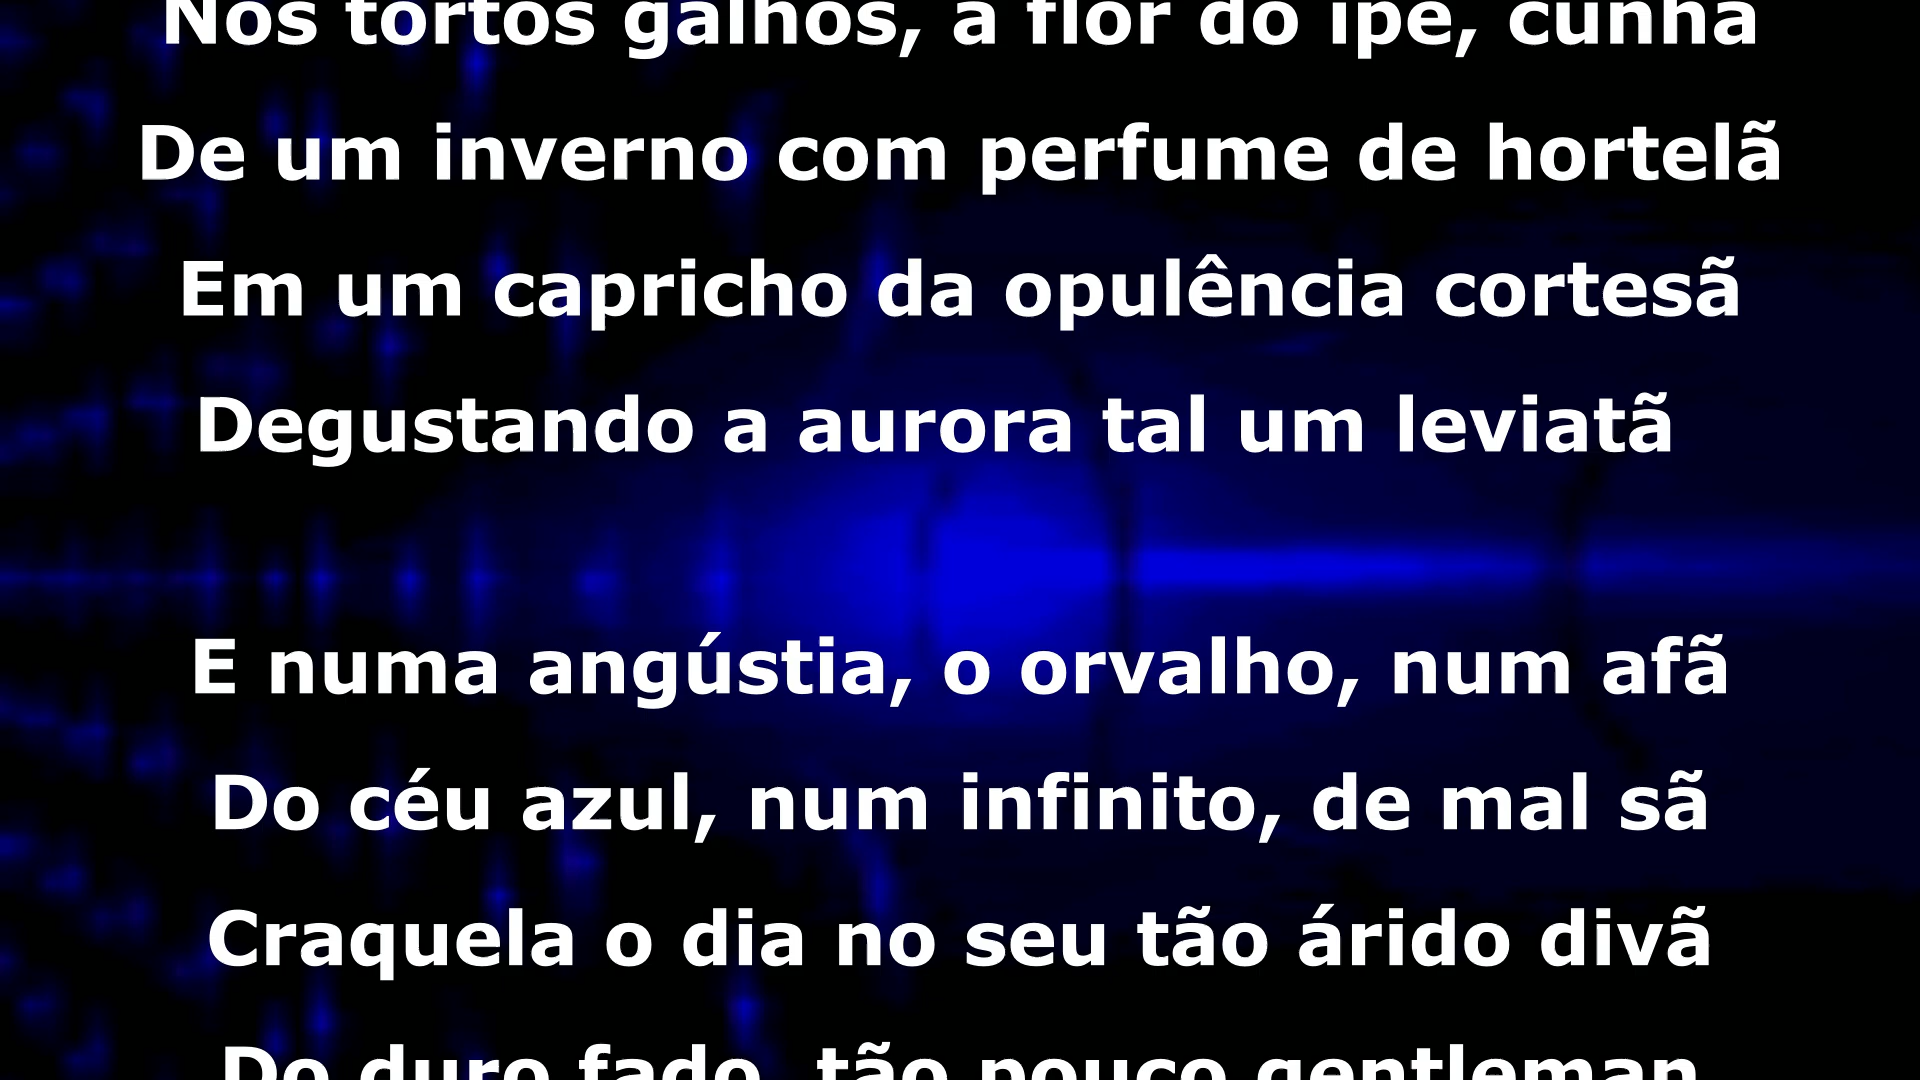 Nos tortos galhos, a flor do ipê, cunhã
De um inverno com perfume de hortelã
Em um capricho da opulência cortesã
Degustando a aurora tal um leviatã
E numa angústia, o orvalho, num afã
Do céu azul, num infinito, de mal sã
Craquela o dia no seu tão árido divã
Do duro fado, tão pouco gentleman